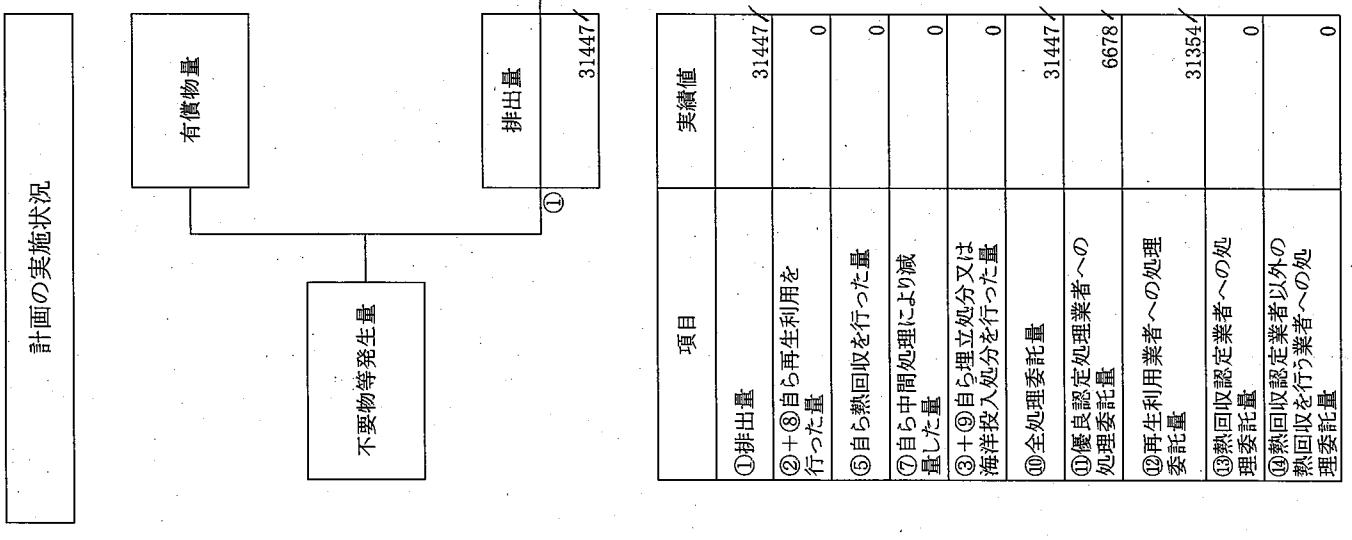 計画の実施状況
有償物量
不要物等発生量
排出量
①
31447
項目
実績値
①排出量
31447
②+⑧自ら再生利用を
行った量
0
⑤自ら熱回収を行った量
0
⑦自ら中間処理により減
量した量
0
③+⑨自ら埋立処分又は
海洋投入処分を行った量
0
⑩全処理委託量
31447
⑪優良認定処理業者への
処理委託量
6678
⑫再生利用業者への処理
委託量
31354
⑬熱回収認定業者への処
理委託量
0
⑭熱回収認定業者以外の
熱回収を行う業者への処
理委託量
0